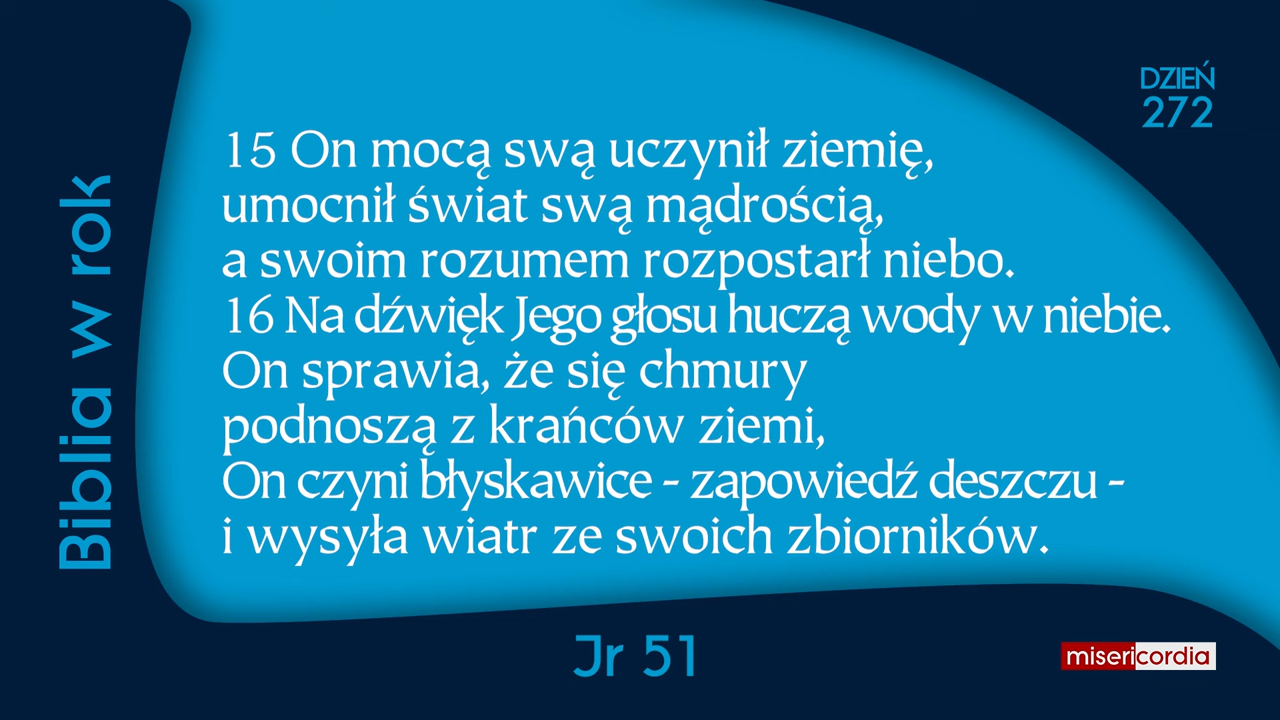 DZIEŃ
272
Biblia w rok
15 On mocą swą uczynił ziemię,
umocnił świat swą mądrością,
a swoim rozumem rozpostarł niebo.
16 Na dźwięk Jego głosu huczą wody w niebie.
On sprawia, że się chmury
podnoszą z krańców ziemi,
On czyni błyskawice - zapowiedź deszczu -
i wysyła wiatr ze swoich zbiorników.
Jr 51
misericordia